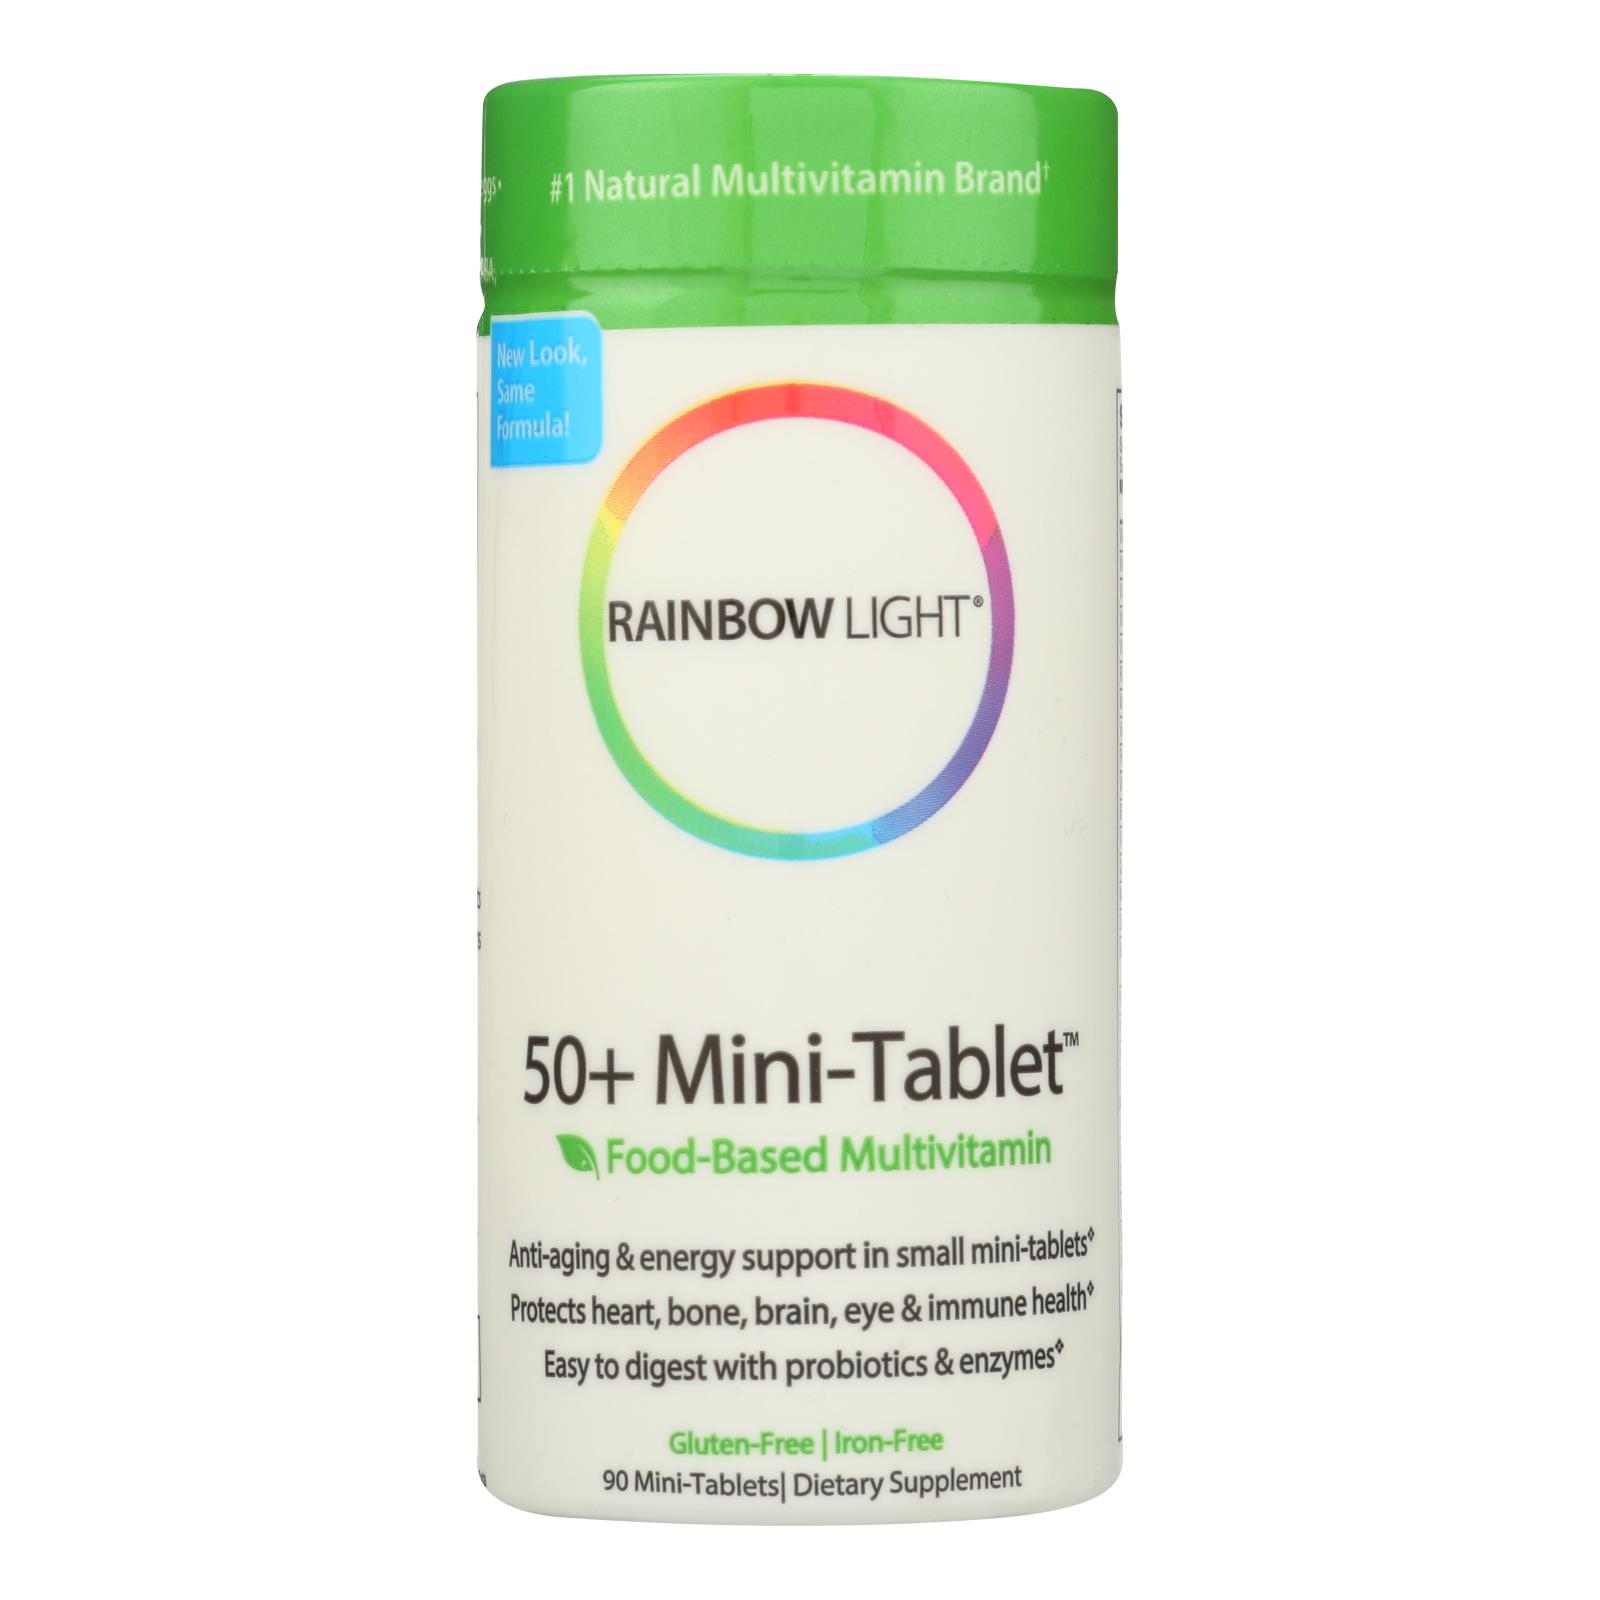 #1 Natural Multivitamin Brand†
New Look,
Same
Formula!
RAINBOW LIGHT®
50+ Mini-Tablet™
Food-Based Multivitamin
Anti-aging & energy support in small mini-tablets❖
Protects heart, bone, brain, eye & immune health❖
Easy to digest with probiotics & enzymes❖
Gluten-Free | Iron-Free
90 Mini-Tablets| Dietary Supplement